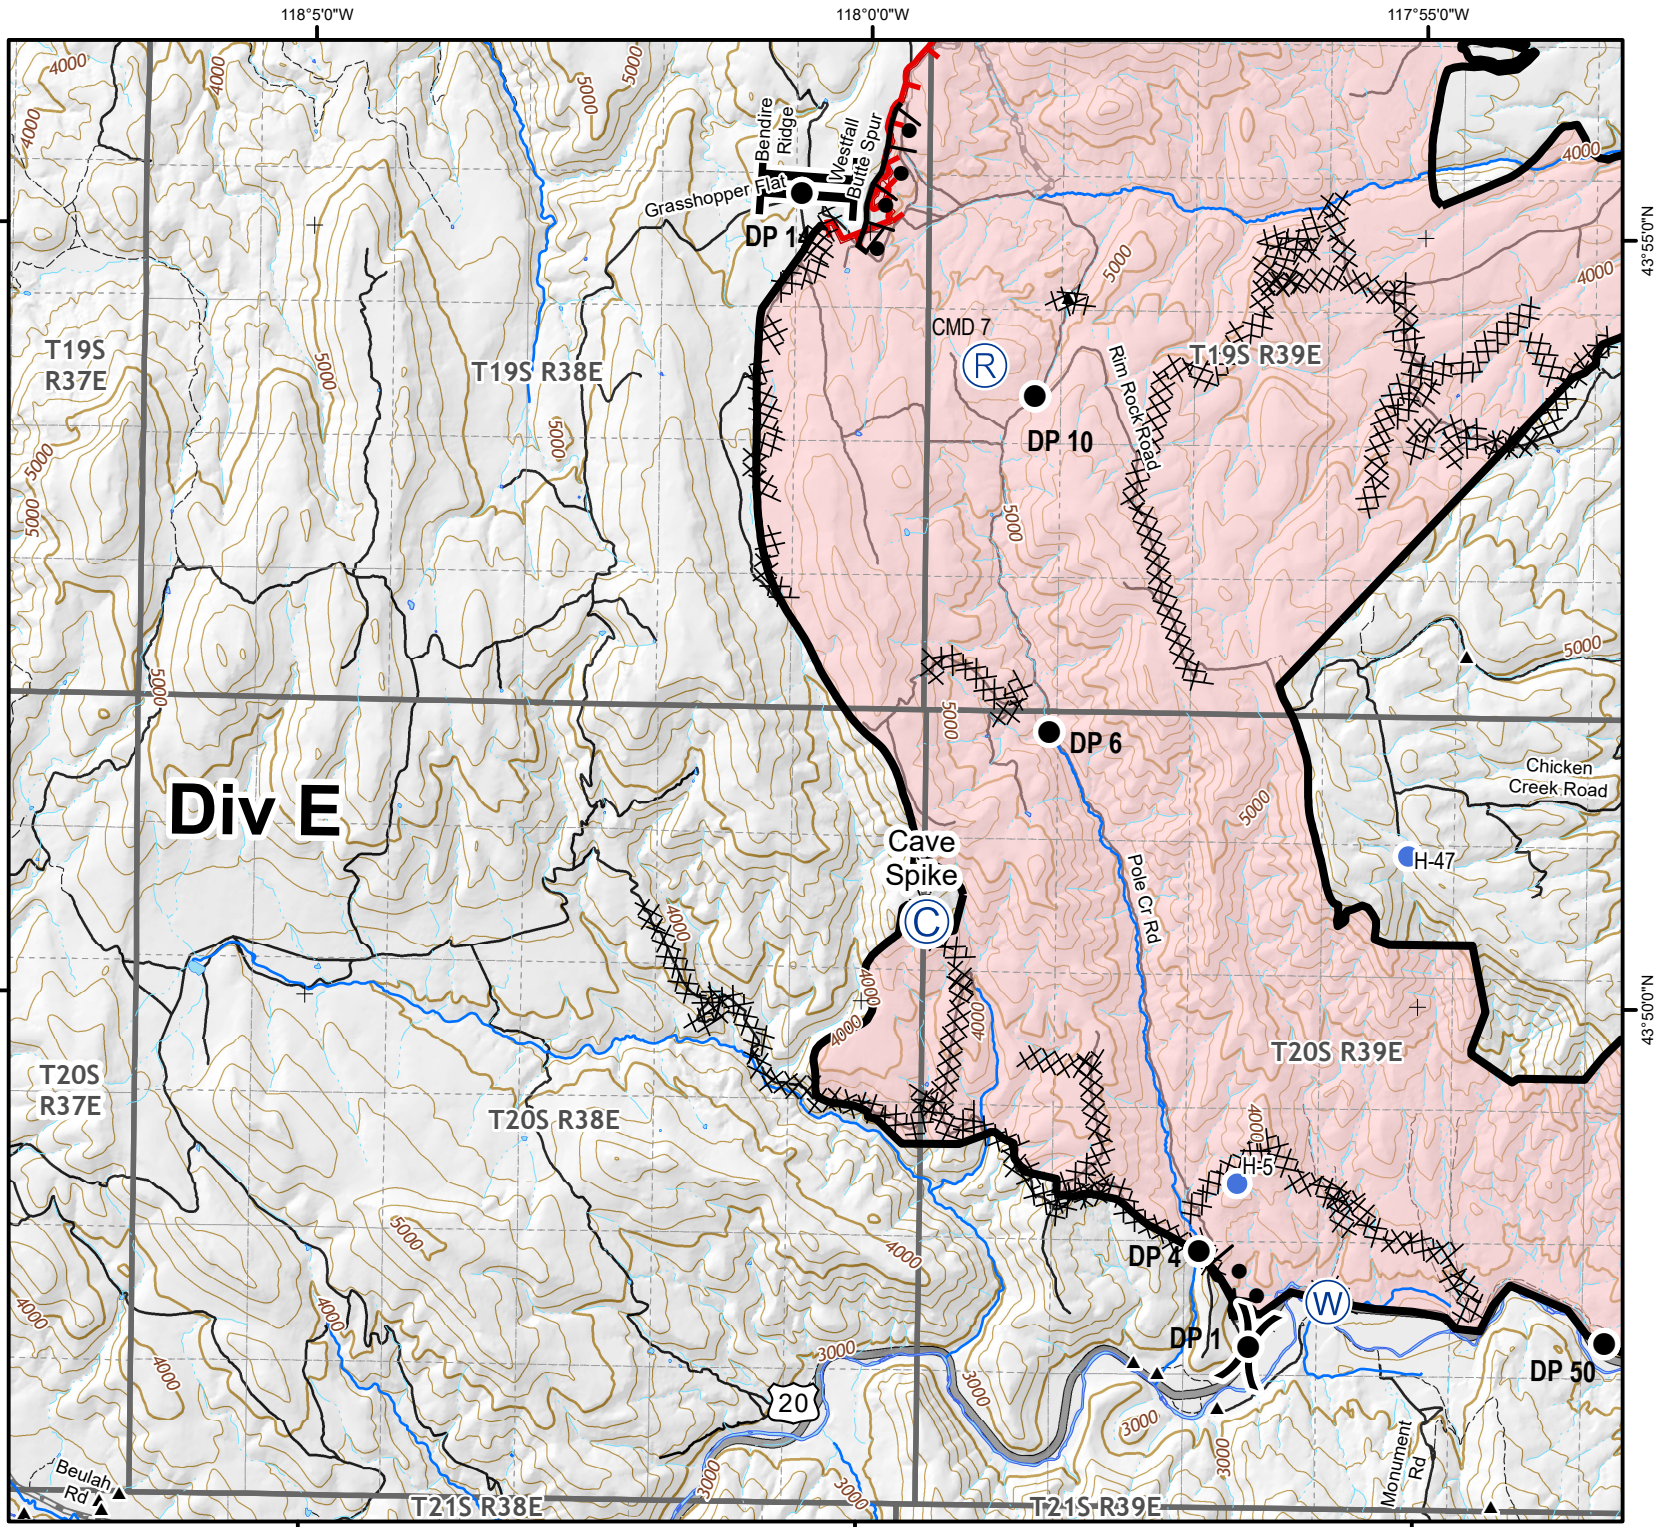 118°5'0"W
118°0'0"W
117°55'0"W
4000
4000
5000
5000
4000
Bendire
Ridge
Westfall
Butte Spur
Grasshopper Flat
DP 14
4000
43°55'0"N
5000
4000
CMD 7
R
T19S
R37E
T19S R38E
T19S R39E
Rim Rock Road
5000
DP 10
5000
5000
5000
5000
5000
5000
5000
DP 6
Chicken
Creek Road
Div E
5000
Cave
Spike
C
H-47
Pole Cr Rd
4000
4000
4000
4000
43°50'0"N
T20S R39E
T20S
R37E
T20S R38E
4000
H-5
5000
4000
DP 4
4000
4000
W
DP 1
3000
4000
DP 50
3000
20
3000
3000
3000
3000
Monument
Rd
Beulah
Rd
T21S R38E
T21S R39E